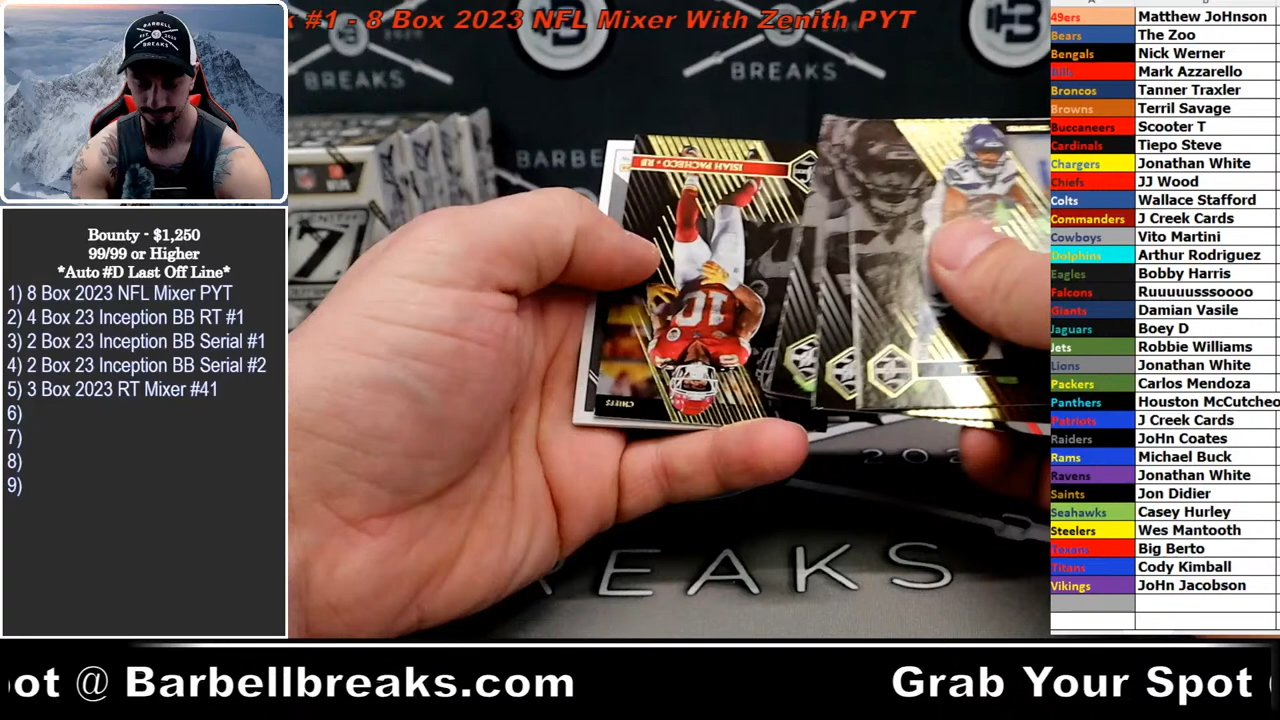 #1 - 8 Box 2023 NFL Mixer With Zenith PYT
BARBELL
BREAKS
BREAKS
BREAKS
Bounty - $1,250
99/99 or Higher
*Auto #D Last Off Line*
1) 8 Box 2023 NFL Mixer PYT
2) 4 Box 23 Inception BB RT #1
3) 2 Box 23 Inception BB Serial #1
4) 2 Box 23 Inception BB Serial #2
5) 3 Box 2023 RT Mixer #41
6)
7)
8)
9)
ISIAH PACHECO • RB
CHIEFS
BARBE
202
REAKS
49ers Matthew JoHnson
Bears The Zoo
Bengals Nick Werner
Bills Mark Azzarello
Broncos Tanner Traxler
Browns Terril Savage
Buccaneers Scooter T
Cardinals Tiepo Steve
Chargers Jonathan White
Chiefs JJ Wood
Colts Wallace Stafford
Commanders J Creek Cards
Cowboys Vito Martini
Dolphins Arthur Rodriguez
Eagles Bobby Harris
Falcons Ruuuuusssoooo
Giants Damian Vasile
Jaguars Boey D
Jets Robbie Williams
Lions Jonathan White
Packers Carlos Mendoza
Panthers Houston McCutcheo
Patriots J Creek Cards
Raiders JoHn Coates
Rams Michael Buck
Ravens Jonathan White
Saints Jon Didier
Seahawks Casey Hurley
Steelers Wes Mantooth
Texans Big Berto
Titans Cody Kimball
Vikings JoHn Jacobson
ot @ Barbellbreaks.com Grab Your Spot